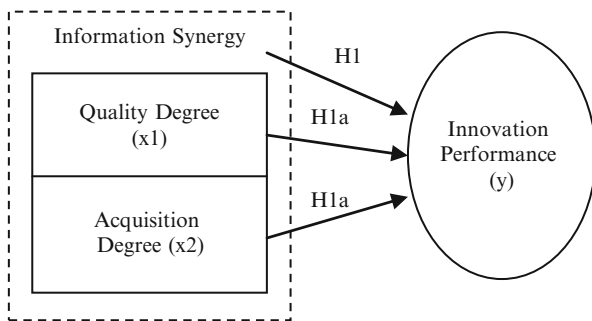 Information Synergy
H1
Quality Degree
(x1)
H1a
Innovation
Performance
(y)
H1a
Acquisition
Degree (x2)